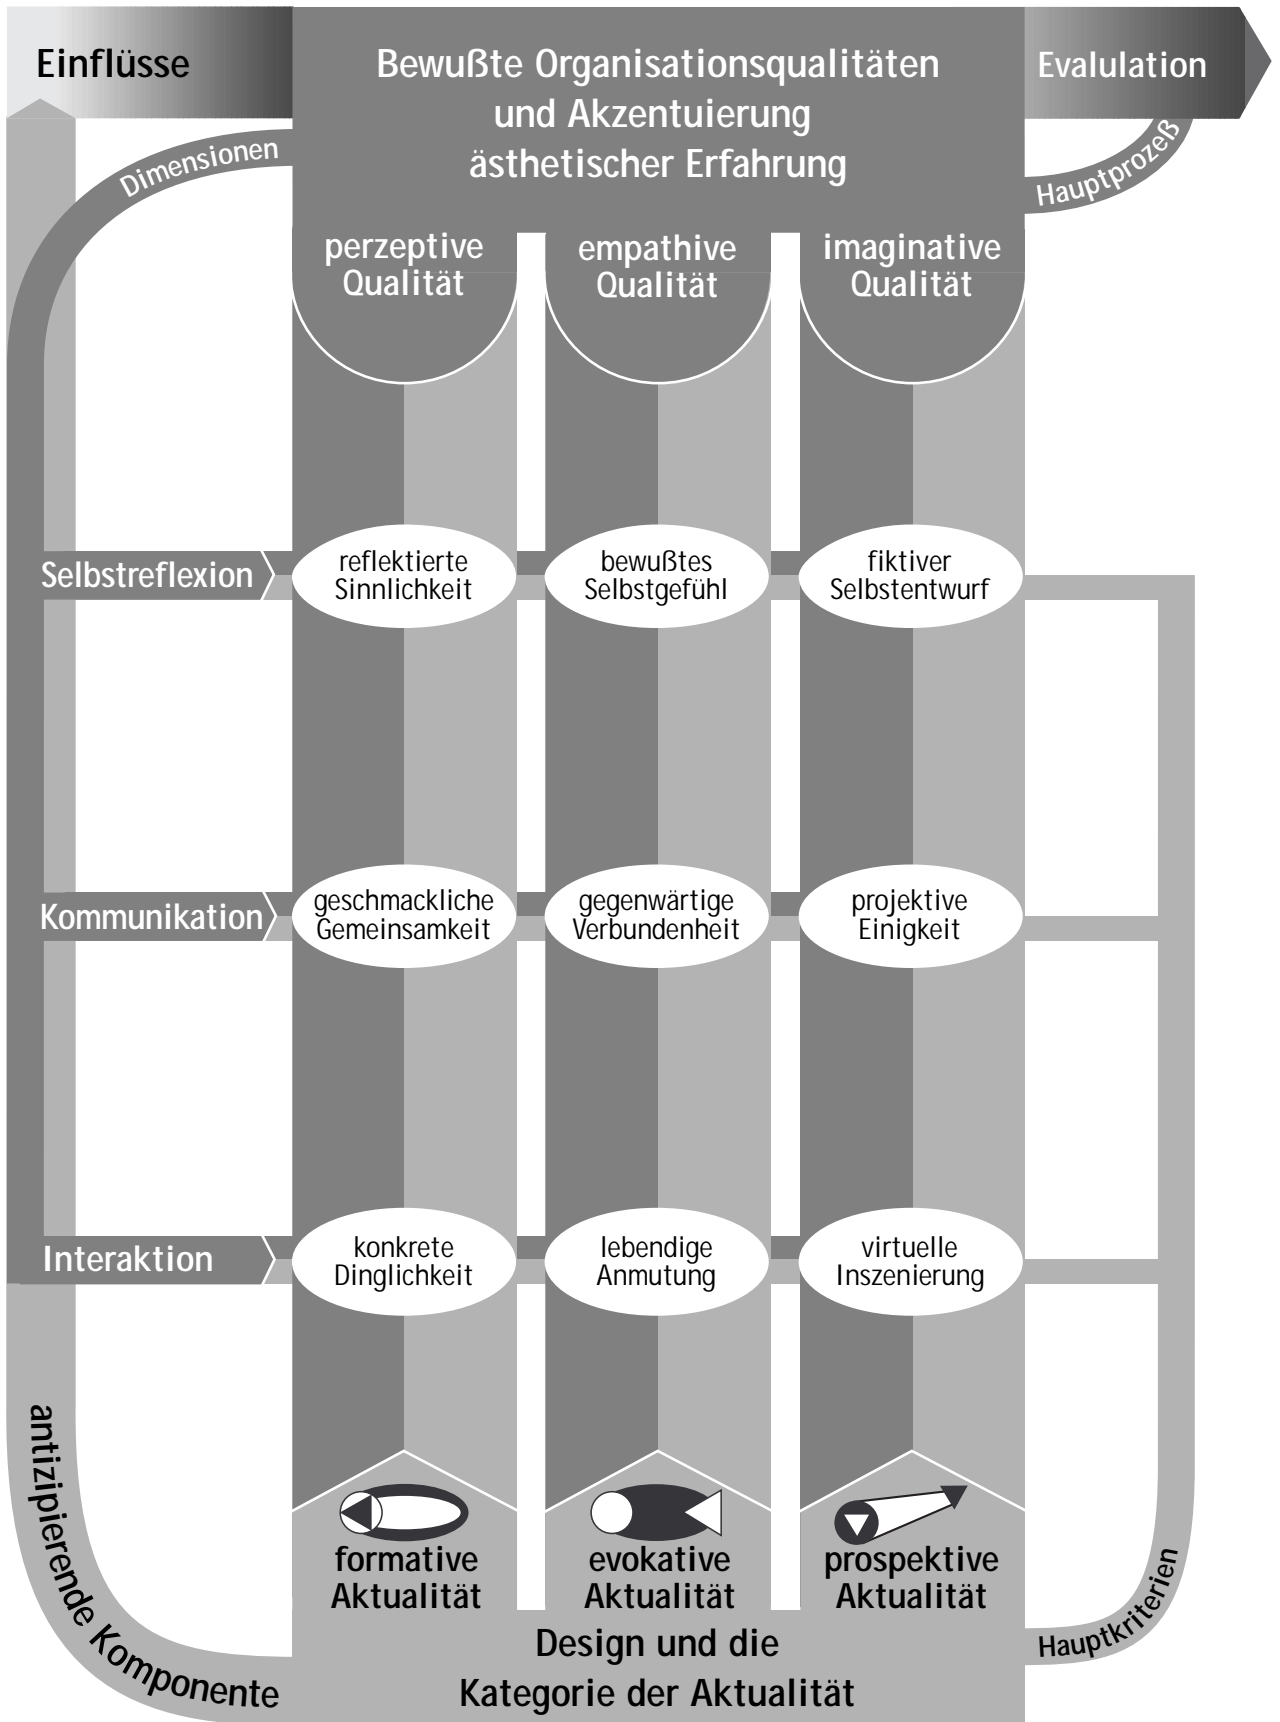 Einflüsse
Bewußte Organisationsqualitäten
und Akzentuierung
ästhetischer Erfahrung
Evalulation
Dimensionen
Hauptprozeß
perzeptive
Qualität
empathive
Qualität
imaginative
Qualität
Selbstreflexion
reflektierte
Sinnlichkeit
bewußtes
Selbstgefühl
fiktiver
Selbstentwurf
Kommunikation
geschmackliche
Gemeinsamkeit
gegenwärtige
Verbundenheit
projektive
Einigkeit
Interaktion
konkrete
Dinglichkeit
lebendige
Anmutung
virtuelle
Inszenierung
antizipierende Komponente
formative
Aktualität
evokative
Aktualität
prospektive
Aktualität
Hauptkriterien
Design und die
Kategorie der Aktualität